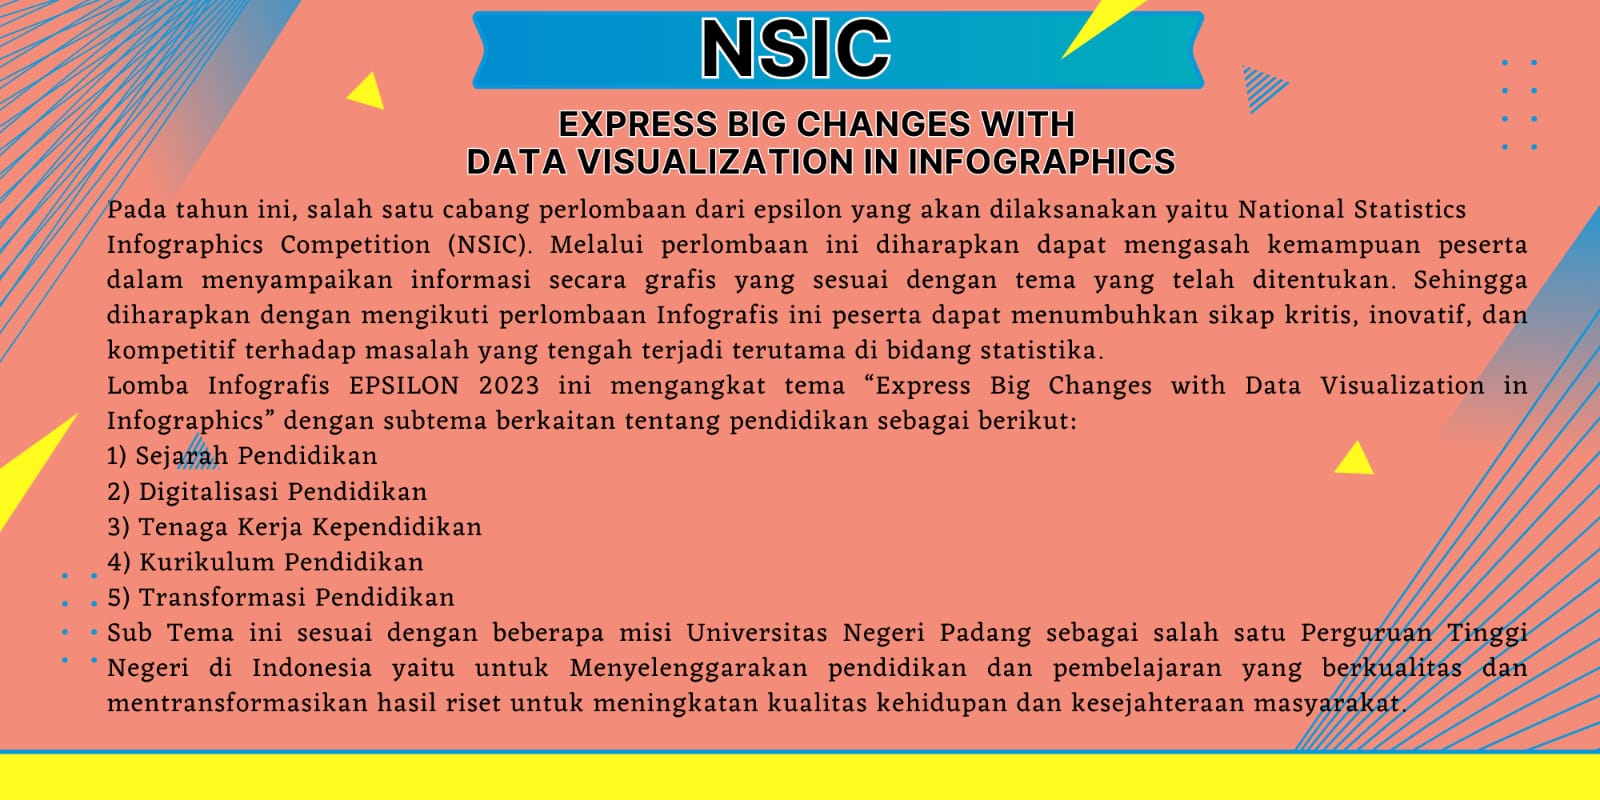 NSIC
EXPRESS BIG CHANGES WITH
DATA VISUALIZATION IN INFOGRAPHICS
Pada tahun ini, salah satu cabang perlombaan dari epsilon yang akan dilaksanakan yaitu National Statistics
Infographics Competition (NSIC). Melalui perlombaan ini diharapkan dapat mengasah kemampuan peserta
dalam menyampaikan informasi secara grafis yang sesuai dengan tema yang telah ditentukan. Sehingga
diharapkan dengan mengikuti perlombaan Infografis ini peserta dapat menumbuhkan sikap kritis, inovatif, dan
kompetitif terhadap masalah yang tengah terjadi terutama di bidang statistika.
Lomba Infografis EPSILON 2023 ini mengangkat tema “Express Big Changes with Data Visualization in
Infographics” dengan subtema berkaitan tentang pendidikan sebagai berikut:
1) Sejarah Pendidikan
2) Digitalisasi Pendidikan
3) Tenaga Kerja Kependidikan
4) Kurikulum Pendidikan
5) Transformasi Pendidikan
Sub Tema ini sesuai dengan beberapa misi Universitas Negeri Padang sebagai salah satu Perguruan Tinggi
Negeri di Indonesia yaitu untuk Menyelenggarakan pendidikan dan pembelajaran yang berkualitas dan
mentransformasikan hasil riset untuk meningkatan kualitas kehidupan dan kesejahteraan masyarakat.